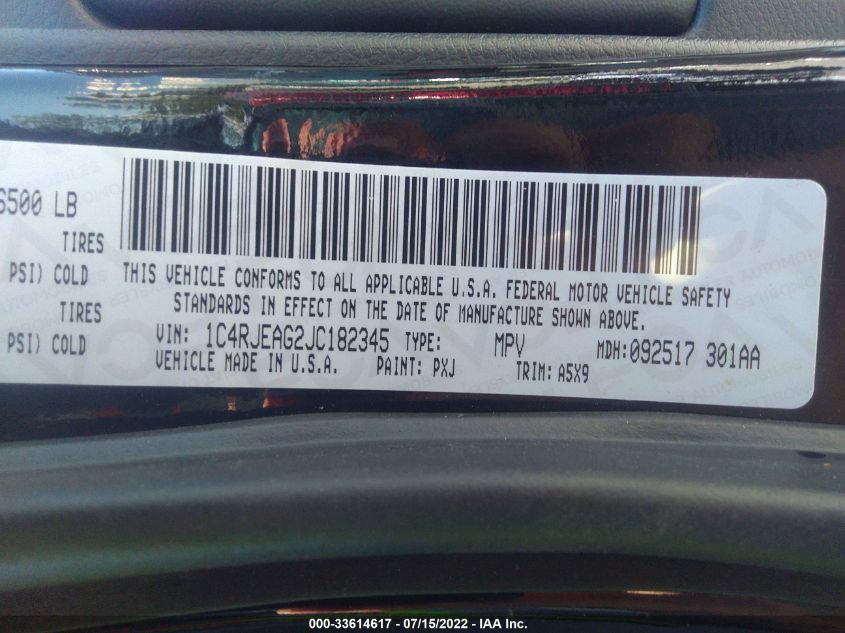 6500 LB
TIRES
PSI) COLD
TIRES
PSI) COLD
THIS VEHICLE CONFORMS TO ALL APPLICABLE U.S.A. FEDERAL MOTOR VEHICLE SAFETY
STANDARDS IN EFFECT ON THE DATE OF MANUFACTURE SHOWN ABOVE.
VIN: 1C4RJEAG2JC182345 TYPE: MPV MDH:092517 301AA
VEHICLE MADE IN U.S.A. PAINT: PXJ TRIM: A5X9
000-33614617 - 07/15/2022 - IAA Inc.